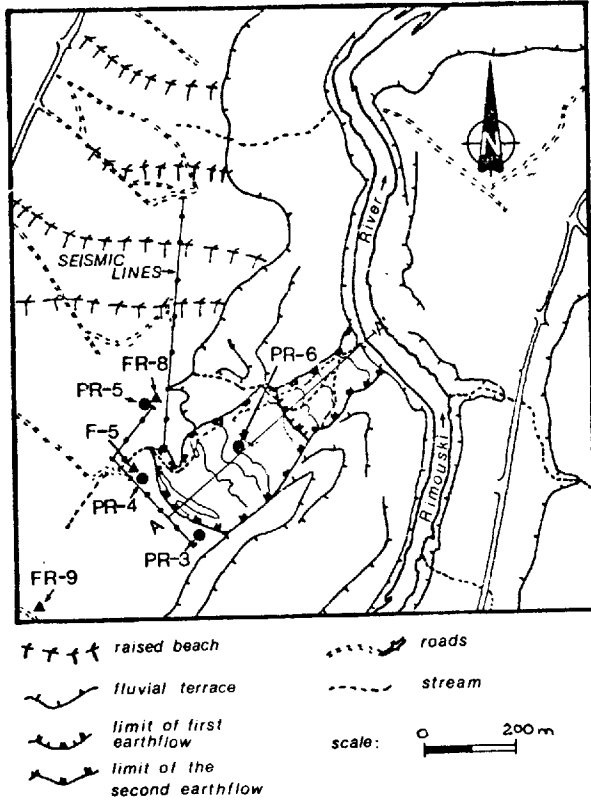 N
River
SEISMIC
LINES
PR-6
FR-8
PR-5
F-5
PR-4
A
PR-3
Rimouski
FR-9
raised beach
fluvial terrace
limit of first
earthflow
limit of the
second earthflow
roads
stream
scale:
0 200 m